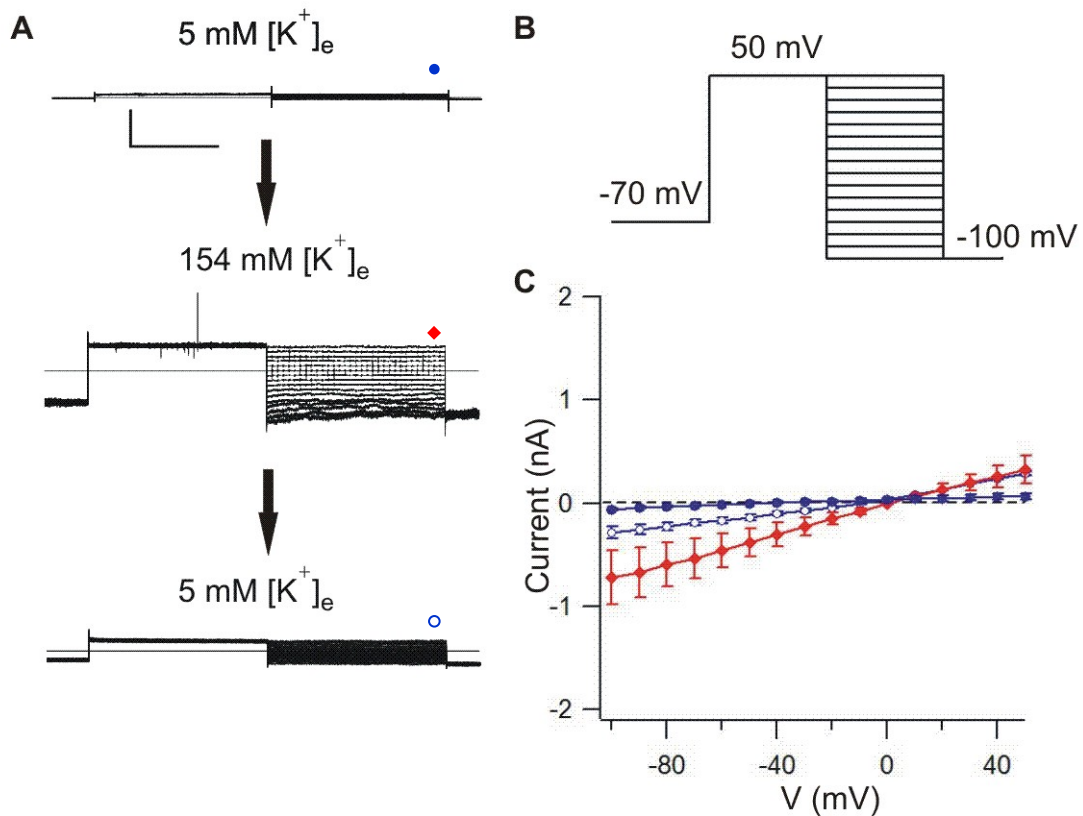 A
5 mM [K⁺]ₑ
154 mM [K⁺]ₑ
5 mM [K⁺]ₑ
B
50 mV
-70 mV
-100 mV
C
Current (nA)
2
1
0
-1
-2
-80
-40
0
40
V (mV)